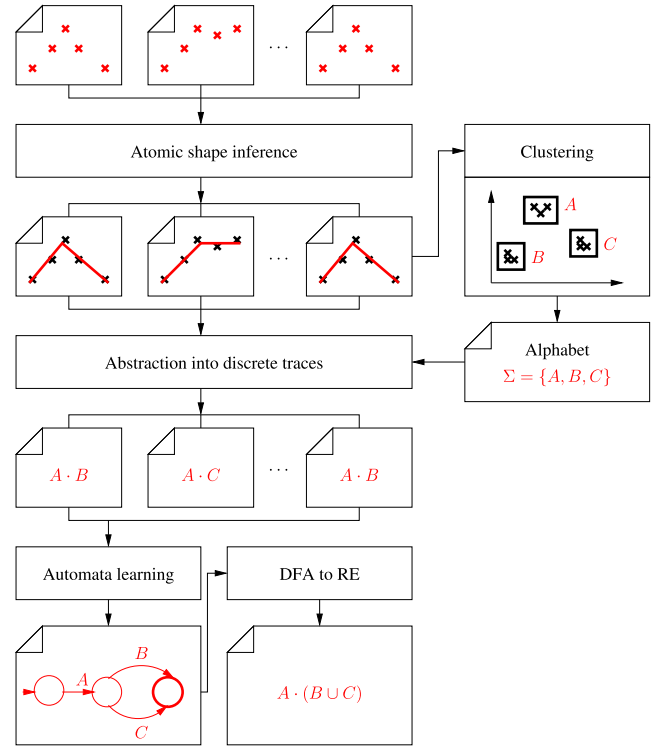 ...
Atomic shape inference
Clustering
A
B
C
...
Abstraction into discrete traces
Alphabet
Σ = {A, B, C}
A · B
A · C
...
A · B
Automata learning
DFA to RE
A
B
C
A · (B ∪ C)